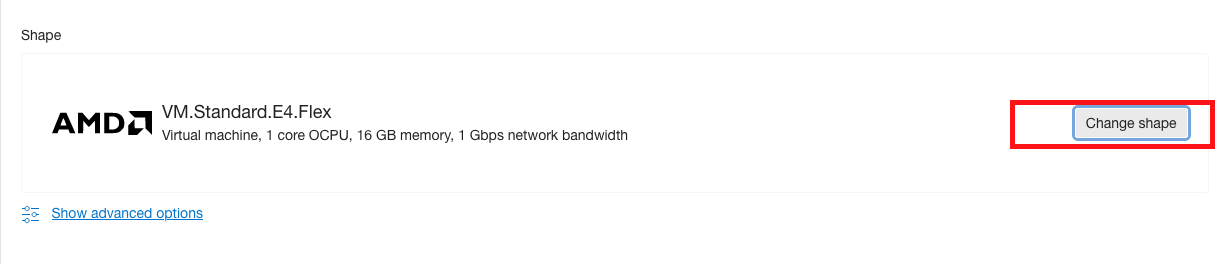 Shape
AMD
VM.Standard.E4.Flex
Virtual machine, 1 core OCPU, 16 GB memory, 1 Gbps network bandwidth
Change shape
Show advanced options